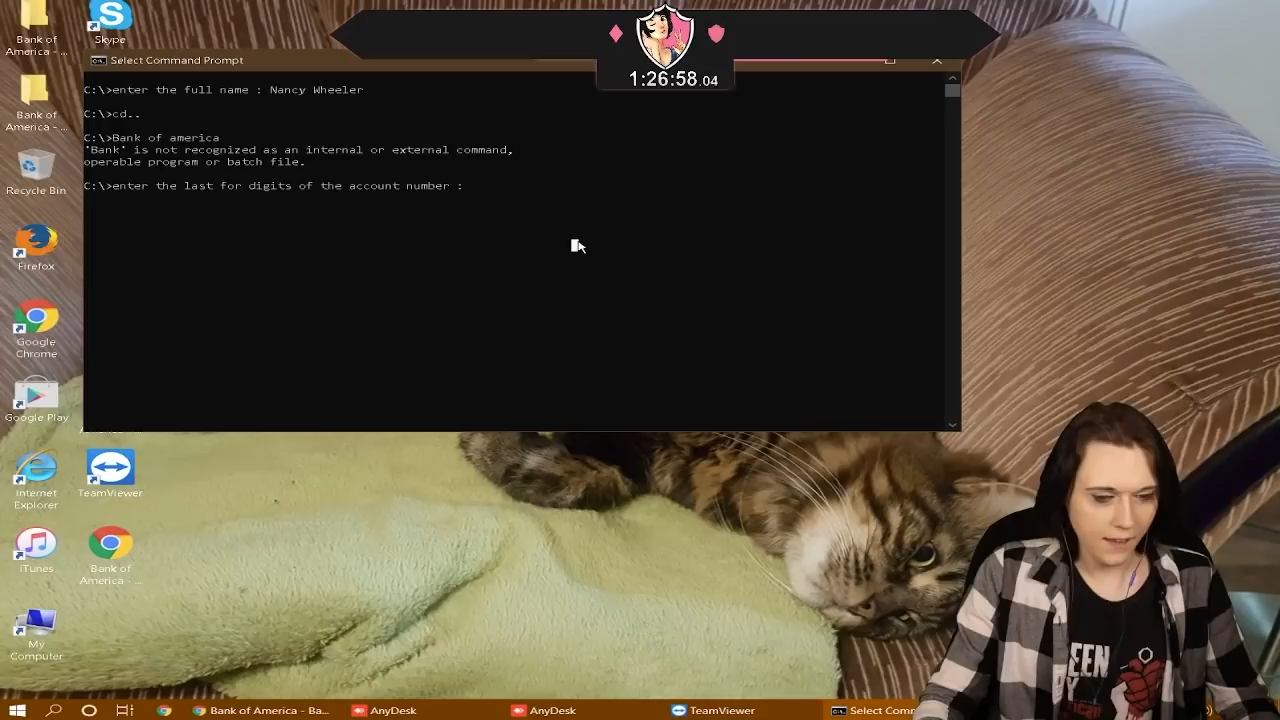 Bank of
America - ...
Skype
Select Command Prompt
1:26:58.04
C:\>enter the full name : Nancy Wheeler
C:\>cd..
C:\>Bank of america
'Bank' is not recognized as an internal or external command,
operable program or batch file.
C:\>enter the last for digits of the account number :
Bank of
America - ...
Recycle Bin
Firefox
Google
Chrome
Google Play
Internet
Explorer
TeamViewer
iTunes
Bank of
America - ...
My
Computer
Bank of America - Ba...
AnyDesk
AnyDesk
TeamViewer
Select Comm